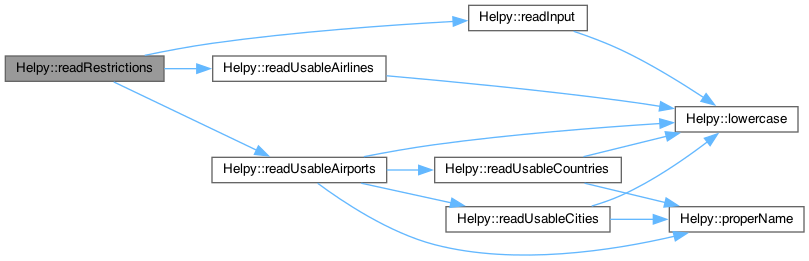 Helpy::readInput
Helpy::readRestrictions
Helpy::readUsableAirlines
Helpy::lowercase
Helpy::readUsableAirports
Helpy::readUsableCountries
Helpy::readUsableCities
Helpy::properName